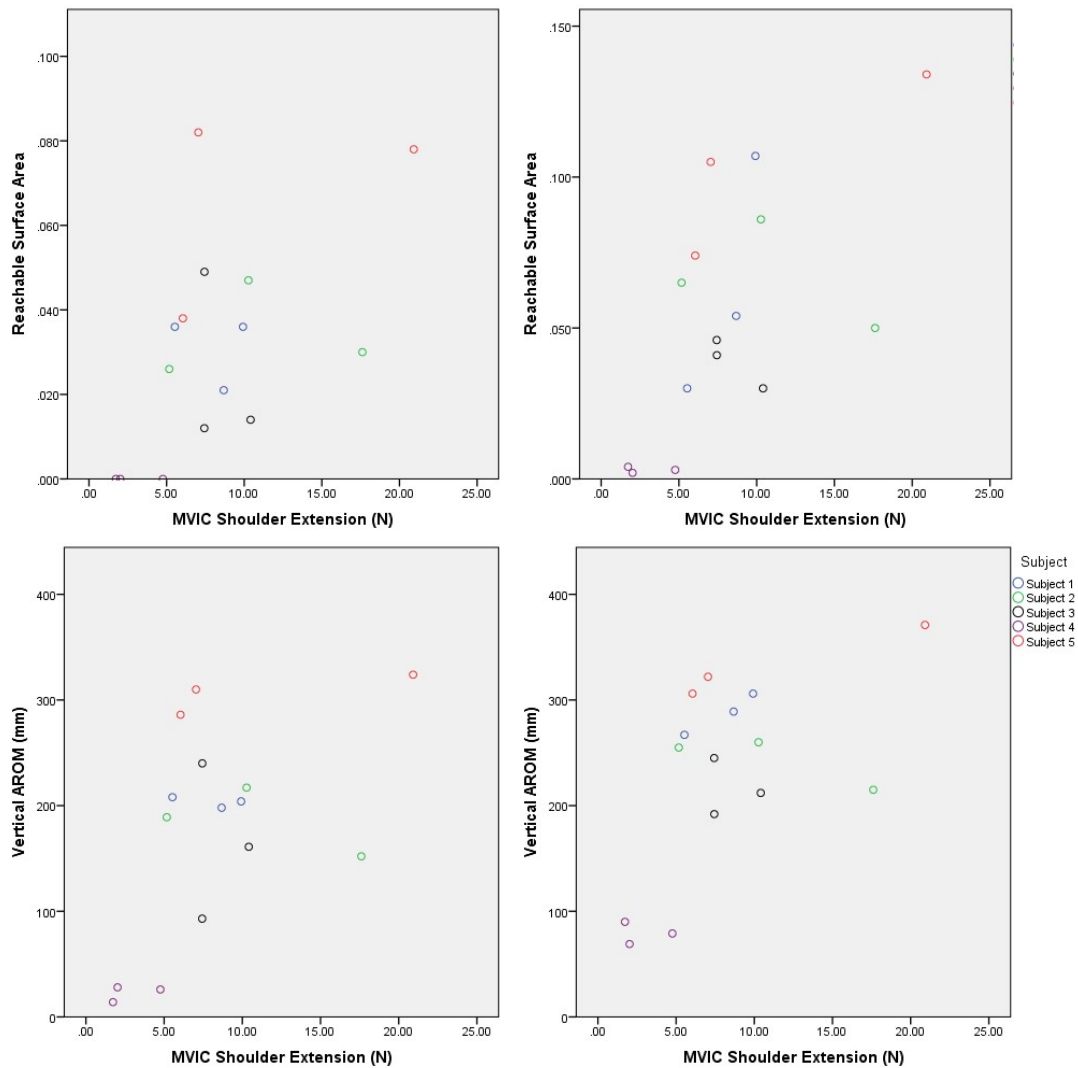 .100
.080
.060
.040
.020
.000
Reachable Surface Area
.00 5.00 10.00 15.00 20.00 25.00
MVIC Shoulder Extension (N)
.150
.100
.050
.000
Reachable Surface Area
.00 5.00 10.00 15.00 20.00 25.00
MVIC Shoulder Extension (N)
400
300
200
100
0
Vertical AROM (mm)
.00 5.00 10.00 15.00 20.00 25.00
MVIC Shoulder Extension (N)
400
300
200
100
0
Vertical AROM (mm)
.00 5.00 10.00 15.00 20.00 25.00
MVIC Shoulder Extension (N)
Subject
Subject 1
Subject 2
Subject 3
Subject 4
Subject 5